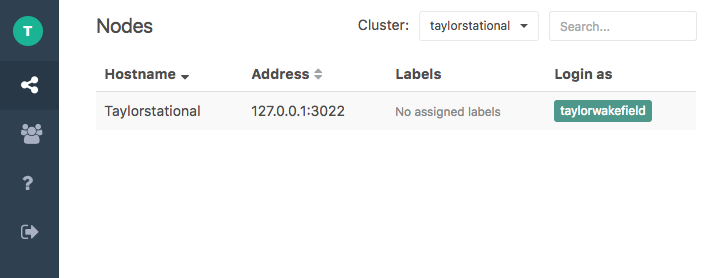 T
Nodes
Cluster: taylorstational Search...
Hostname Address Labels Login as
Taylorstational 127.0.0.1:3022 No assigned labels taylorwakefield
?